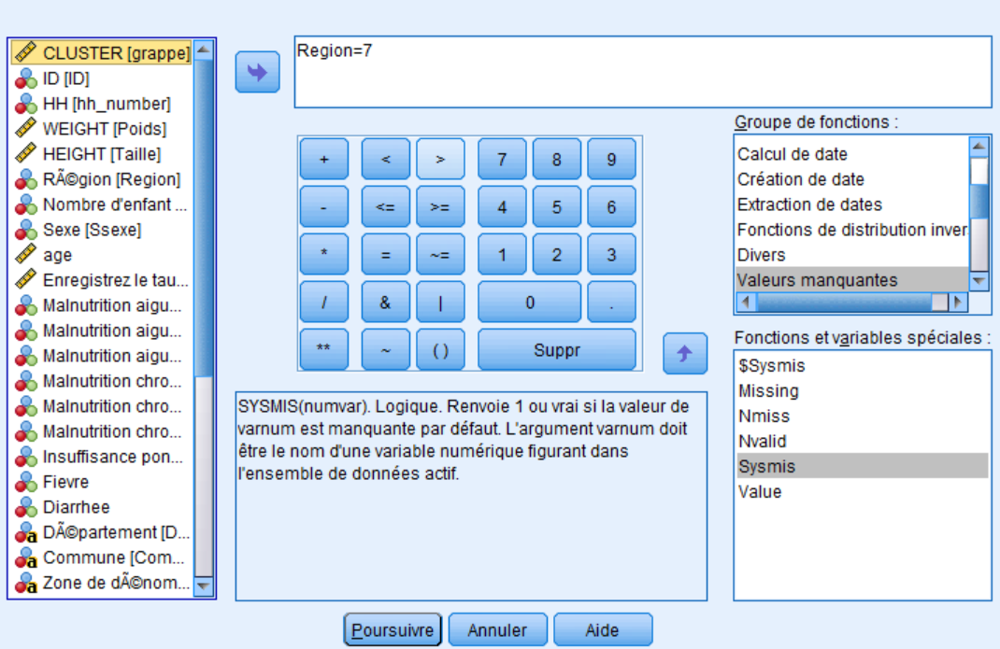 CLUSTER [grappe]
ID [ID]
HH [hh_number]
WEIGHT [Poids]
HEIGHT [Taille]
RÃ©gion [Region]
Nombre d'enfant ...
Sexe [Ssexe]
age
Enregistrez le tau...
Malnutrition aigu...
Malnutrition aigu...
Malnutrition aigu...
Malnutrition chro...
Malnutrition chro...
Malnutrition chro...
Insuffisance pon...
Fievre
Diarrhee
DÃ©partement [D...
Commune [Com...
Zone de dÃ©nom...
Region=7
+ < > 7 8 9
- <= >= 4 5 6
* = ~= 1 2 3
/ & | 0 .
** ~ ( ) Suppr
Groupe de fonctions :
Calcul de date
Création de date
Extraction de dates
Fonctions de distribution inver
Divers
Valeurs manquantes
Fonctions et variables spéciales :
$Sysmis
Missing
Nmiss
Nvalid
Sysmis
Value
SYSMIS(numvar). Logique. Renvoie 1 ou vrai si la valeur de
varnum est manquante par défaut. L'argument varnum doit
être le nom d'une variable numérique figurant dans
l'ensemble de données actif.
Poursuivre Annuler Aide